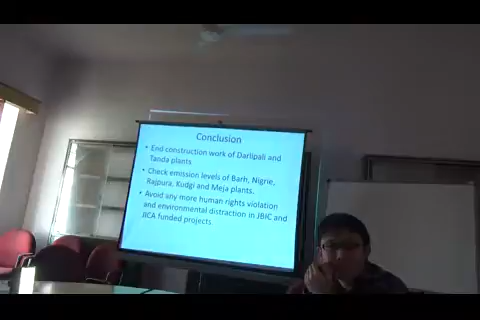 Conclusion
• End construction work of Darlipali and
Tanda plants
• Check emission levels of Barh, Nigrie,
Rajpura, Kudgi and Meja plants.
• Avoid any more human rights violation
and environmental distraction in JBIC and
JICA funded projects.